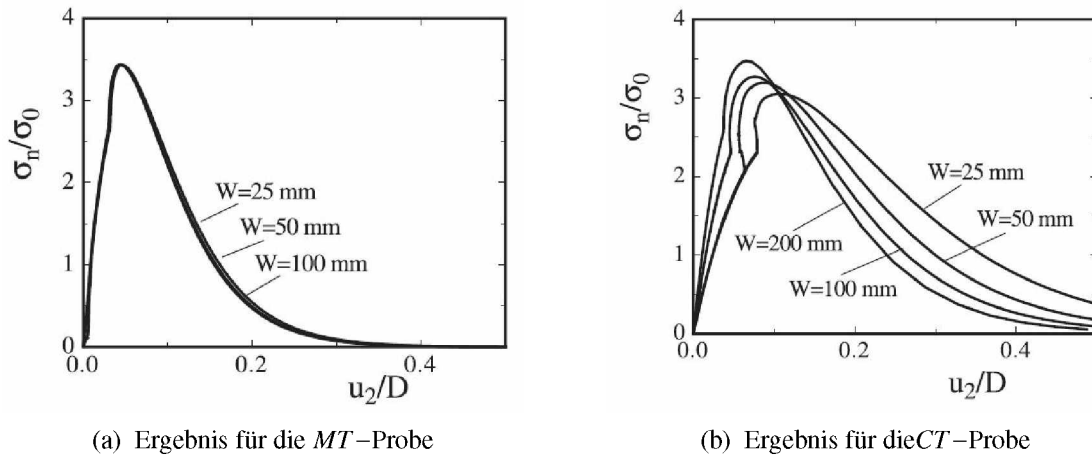 4
3
2
1
0
σₙ/σ₀
W=25 mm
W=50 mm
W=100 mm
0.0
0.2
0.4
u₂/D
(a) Ergebnis für die MT–Probe
4
3
2
1
0
σₙ/σ₀
W=25 mm
W=50 mm
W=200 mm
W=100 mm
0.0
0.2
0.4
u₂/D
(b) Ergebnis für dieCT–Probe